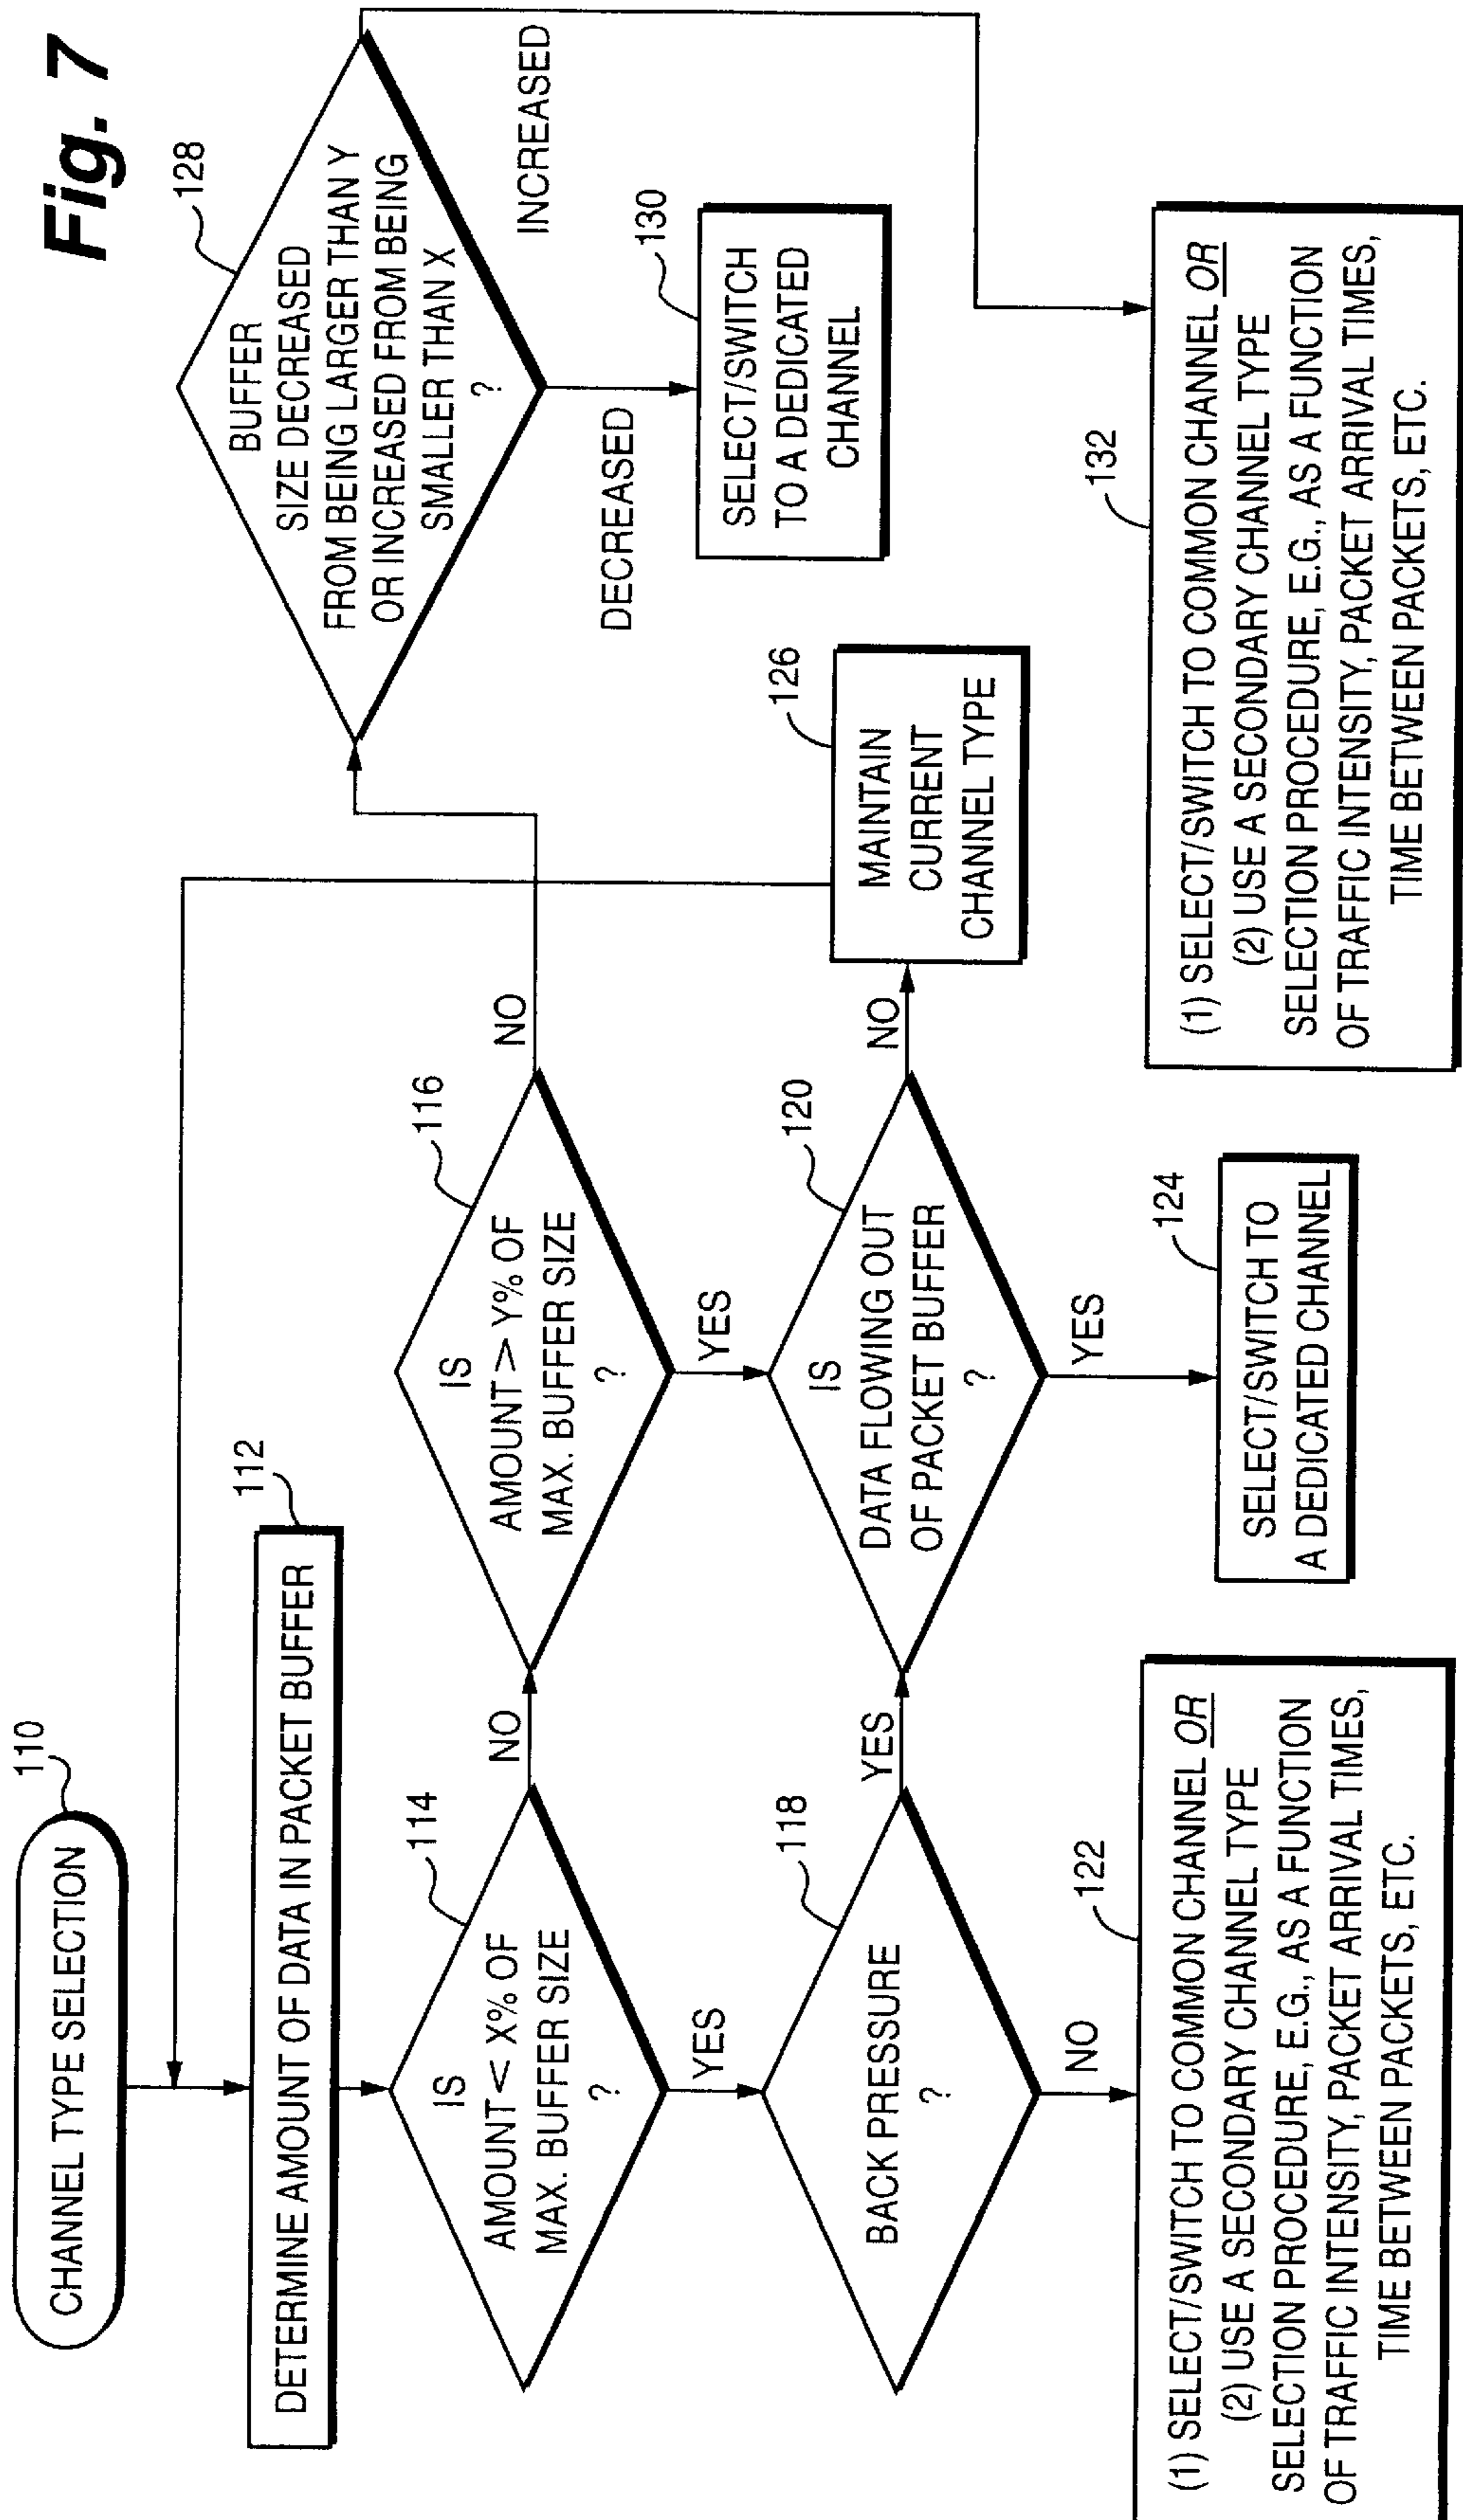 Fig. 7
CHANNEL TYPE SELECTION
110
DETERMINE AMOUNT OF DATA IN PACKET BUFFER
112
IS
AMOUNT < X% OF
MAX. BUFFER SIZE
?
114
NO
YES
IS
AMOUNT > Y% OF
MAX. BUFFER SIZE
?
116
NO
YES
BUFFER
SIZE DECREASED
FROM BEING LARGER THAN Y
OR INCREASED FROM BEING
SMALLER THAN X
?
128
INCREASED
DECREASED
SELECT/SWITCH
TO A DEDICATED
CHANNEL
130
BACK PRESSURE
?
118
YES
NO
IS
DATA FLOWING OUT
OF PACKET BUFFER
?
120
NO
YES
MAINTAIN
CURRENT
CHANNEL TYPE
126
(1) SELECT/SWITCH TO COMMON CHANNEL OR
(2) USE A SECONDARY CHANNEL TYPE
SELECTION PROCEDURE, E.G., AS A FUNCTION
OF TRAFFIC INTENSITY, PACKET ARRIVAL TIMES,
TIME BETWEEN PACKETS, ETC.
122
SELECT/SWITCH TO
A DEDICATED CHANNEL
124
(1) SELECT/SWITCH TO COMMON CHANNEL OR
(2) USE A SECONDARY CHANNEL TYPE
SELECTION PROCEDURE, E.G., AS A FUNCTION
OF TRAFFIC INTENSITY, PACKET ARRIVAL TIMES,
TIME BETWEEN PACKETS, ETC.
132